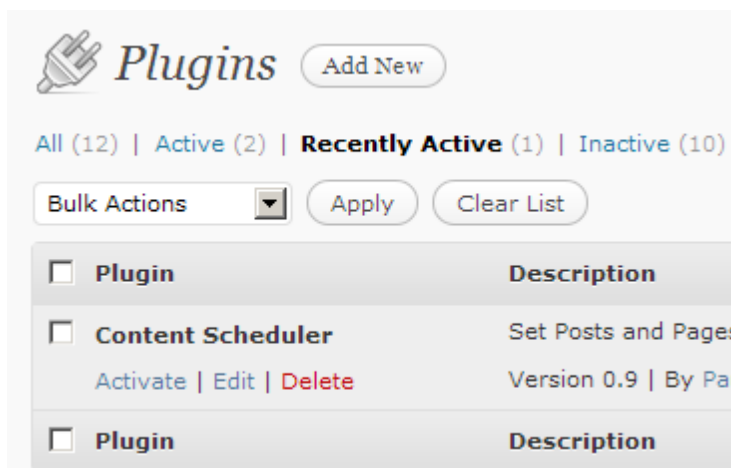 Plugins Add New
All (12) | Active (2) | Recently Active (1) | Inactive (10)
Bulk Actions Apply Clear List
Plugin Description
Content Scheduler Set Posts and Pages
Activate | Edit | Delete Version 0.9 | By Pa
Plugin Description